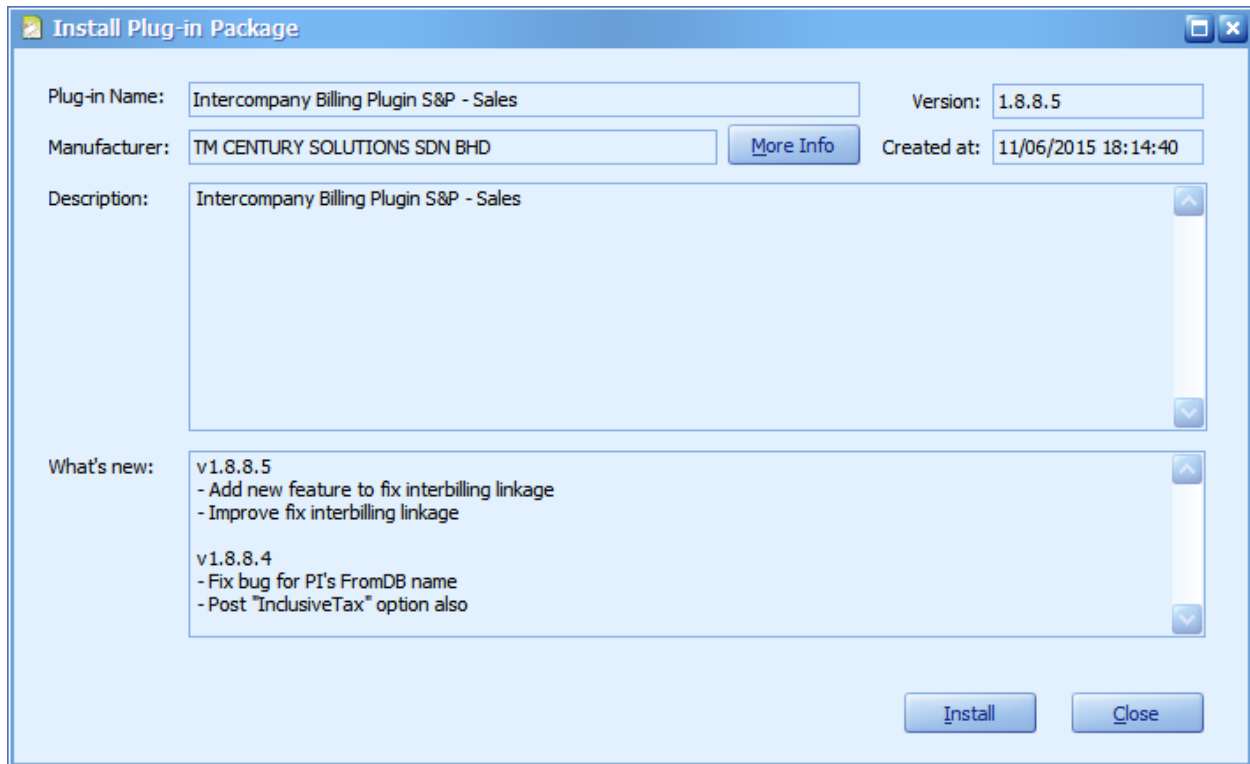 Install Plug-in Package
Plug-in Name: Intercompany Billing Plugin S&P - Sales Version: 1.8.8.5
Manufacturer: TM CENTURY SOLUTIONS SDN BHD More Info Created at: 11/06/2015 18:14:40
Description: Intercompany Billing Plugin S&P - Sales
What's new: v1.8.8.5
- Add new feature to fix interbilling linkage
- Improve fix interbilling linkage
v1.8.8.4
- Fix bug for PI's FromDB name
- Post "InclusiveTax" option also
Install Close